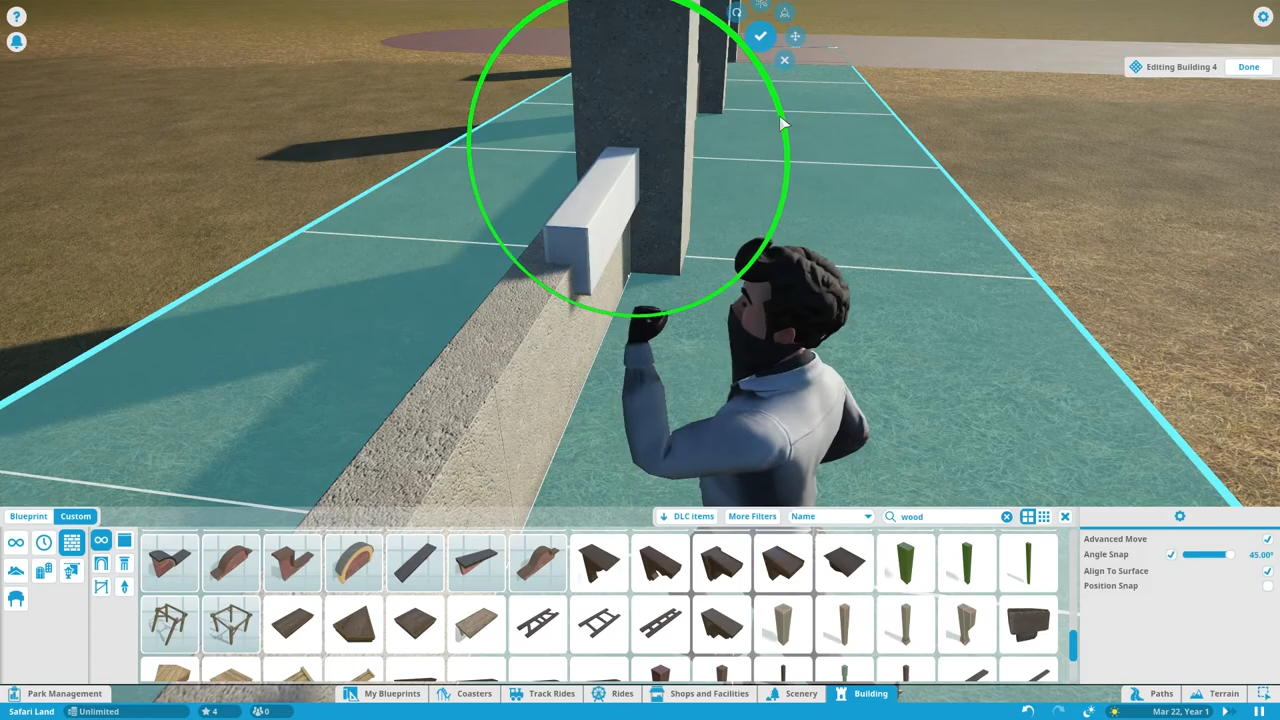 ?
Editing Building 4 Done
Blueprint Custom DLC items More Filters Name wood
Advanced Move
Angle Snap 45.00°
Align To Surface
Position Snap
Park Management My Blueprints Coasters Track Rides Rides Shops and Facilities Scenery Building Paths Terrain
Safari Land Unlimited 4 0 Mar 22, Year 1